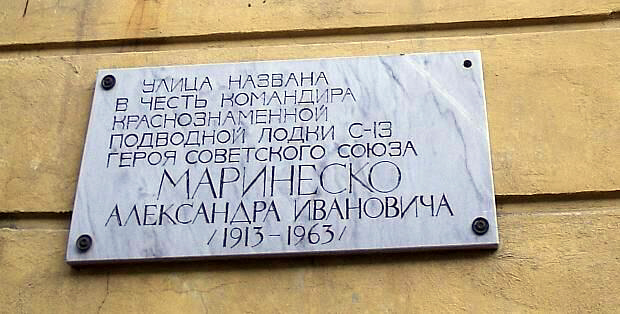 УЛИЦА НАЗВАНА
В ЧЕСТЬ КОМАНДИРА
КРАСНОЗНАМЕННОЙ
ПОДВОДНОЙ ЛОДКИ С-13
ГЕРОЯ СОВЕТСКОГО СОЮЗА
МАРИНЕСКО
АЛЕКСАНДРА ИВАНОВИЧА
/1913-1963/